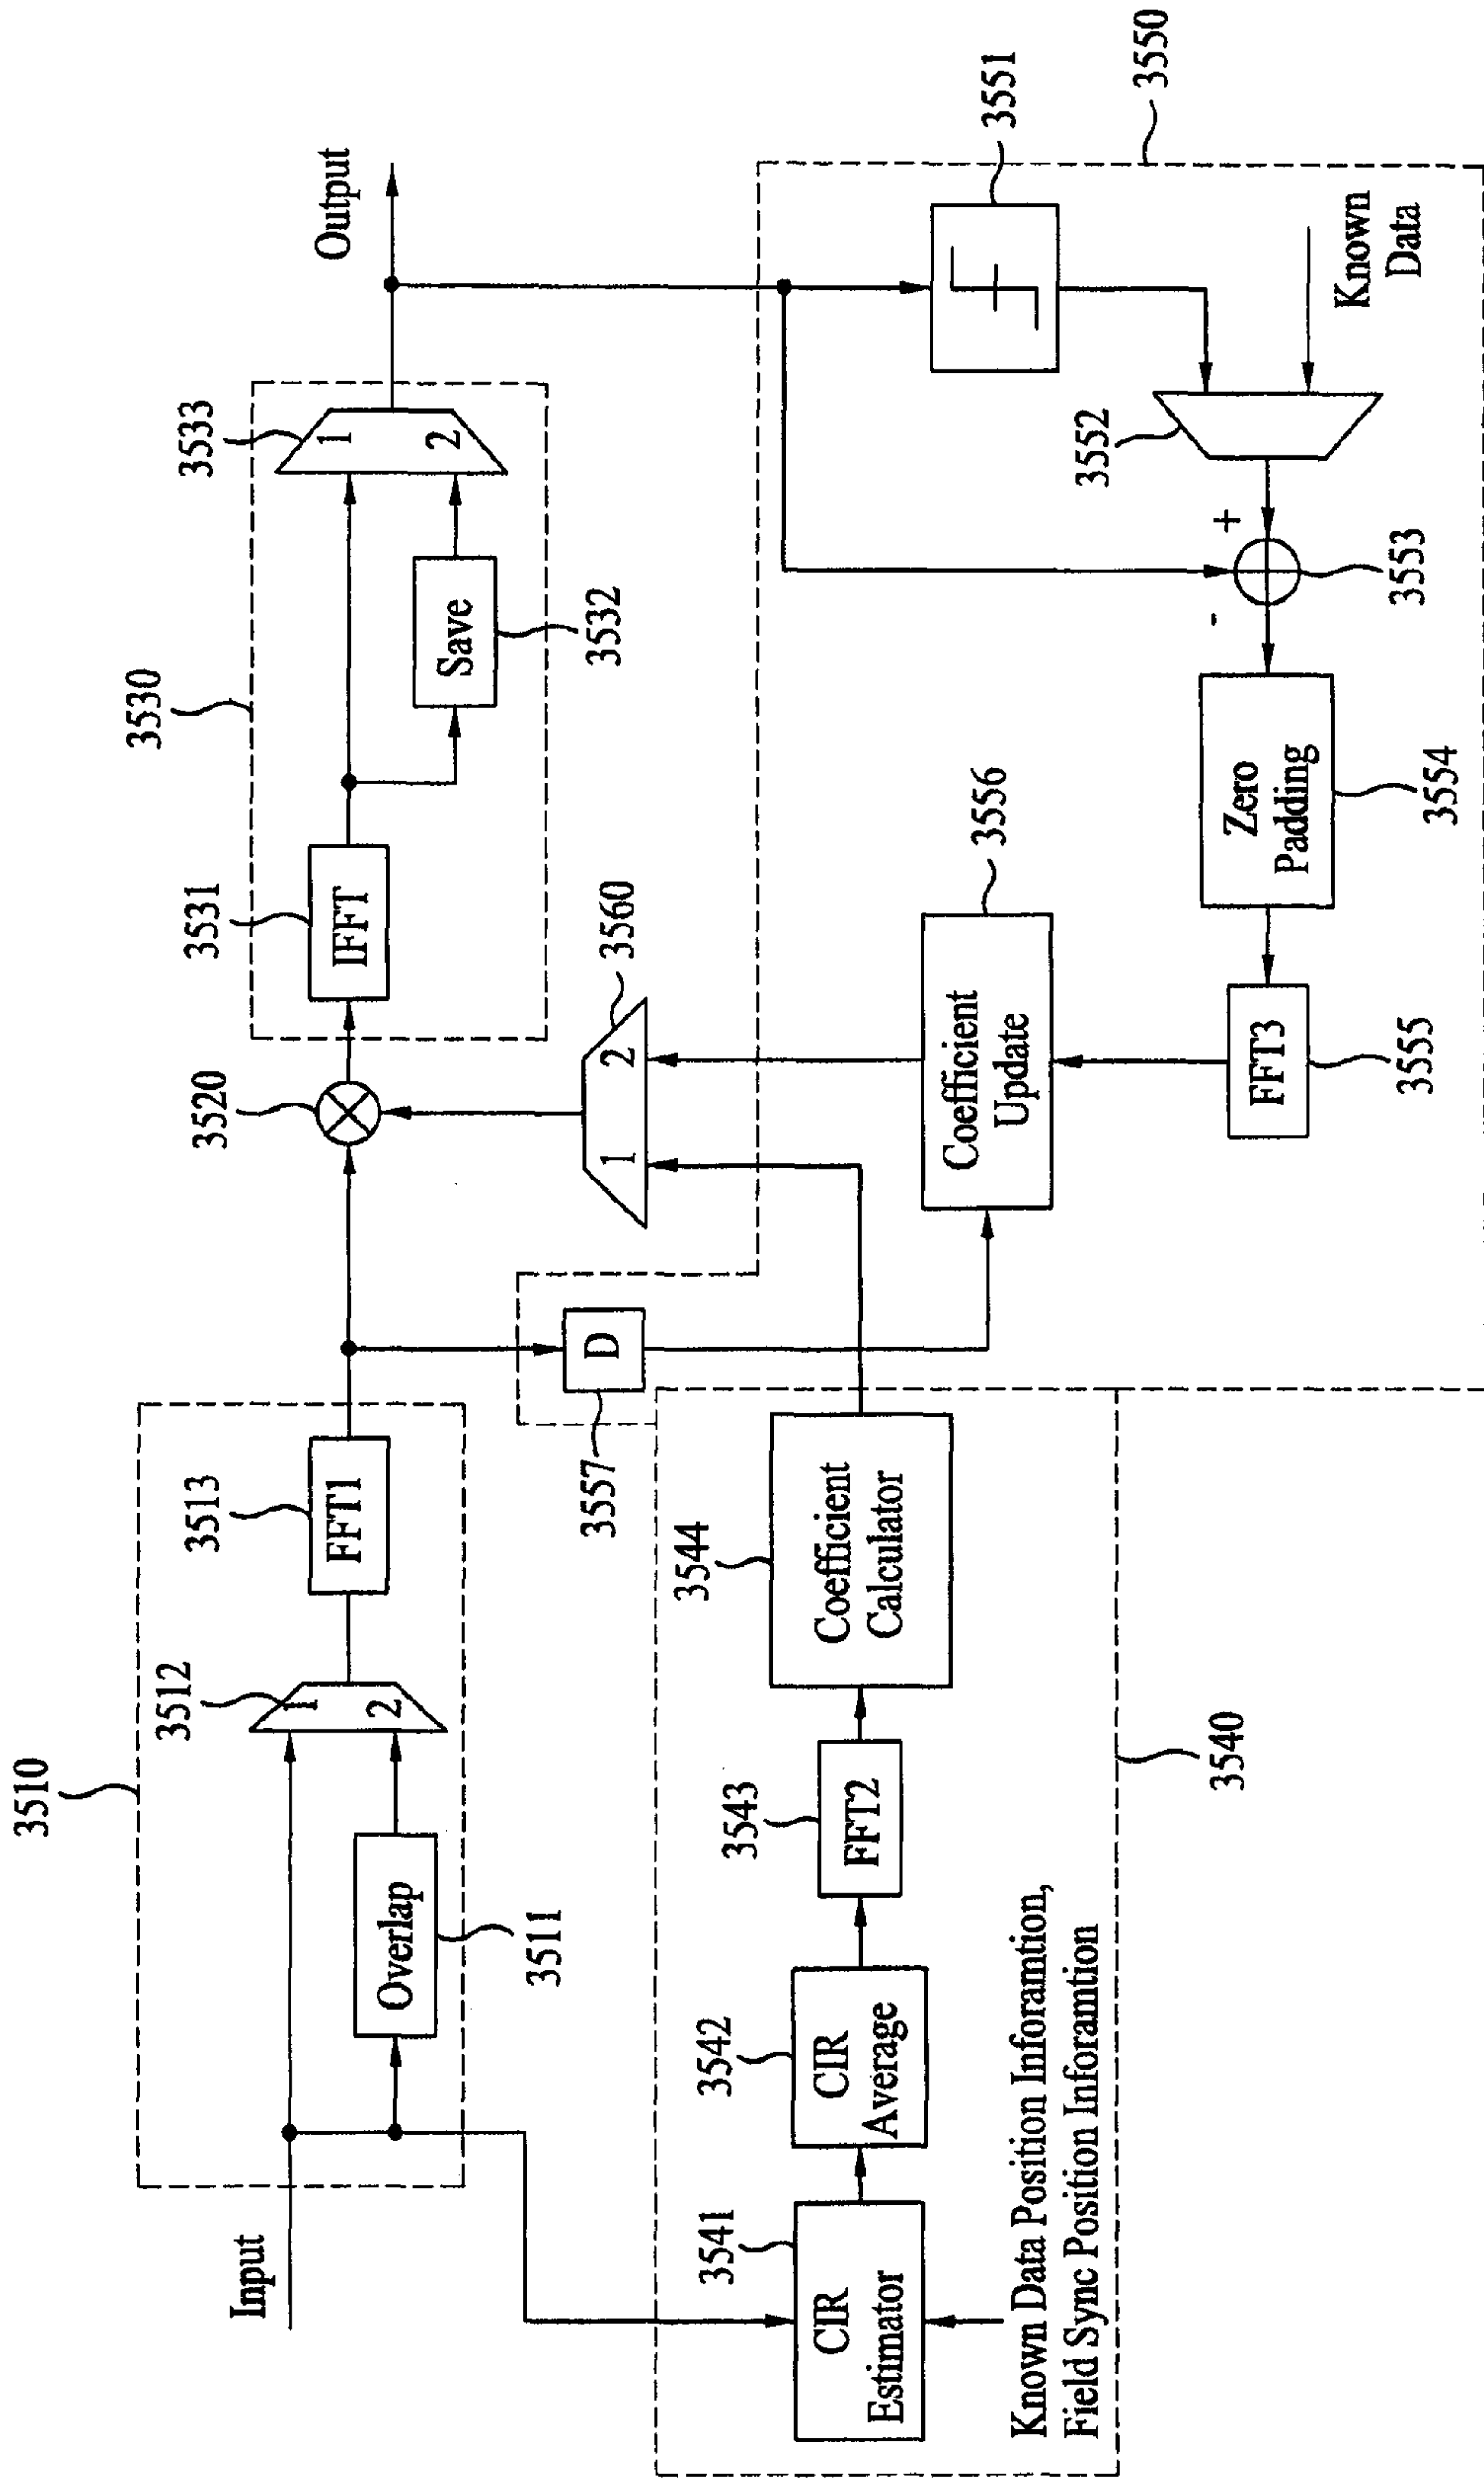 3510
3530
3512
3513
3520
3531
3533
Input
1
2
FFT1
IFFT
1
2
Output
Overlap
Save
3511
3532
3557
D
1
2
3560
3541
3542
3543
3544
3556
3551
CIR
Estimator
CIR
Average
FFT2
Coefficient
Calculator
Coefficient
Update
3552
Known
Data
+
-
3553
Zero
Padding
3554
FFT3
3555
3550
Known Data Position Inforamtion,
Field Sync Position Inforamtion
3540